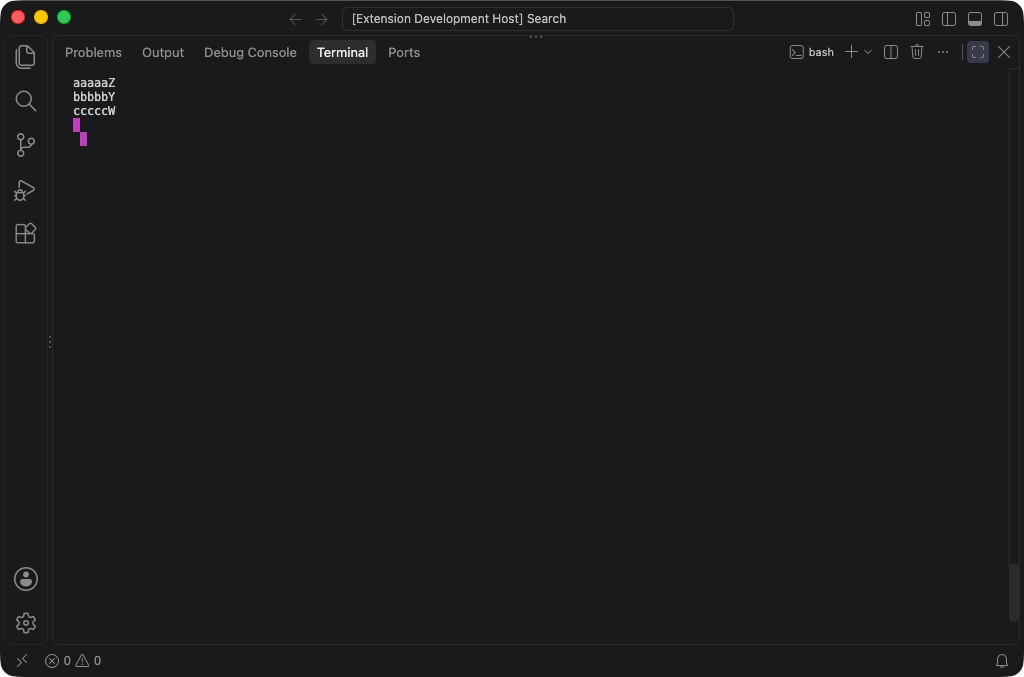 [Extension Development Host] Search
Problems Output Debug Console Terminal Ports bash
aaaaaZ
bbbbbY
cccccW
0 0